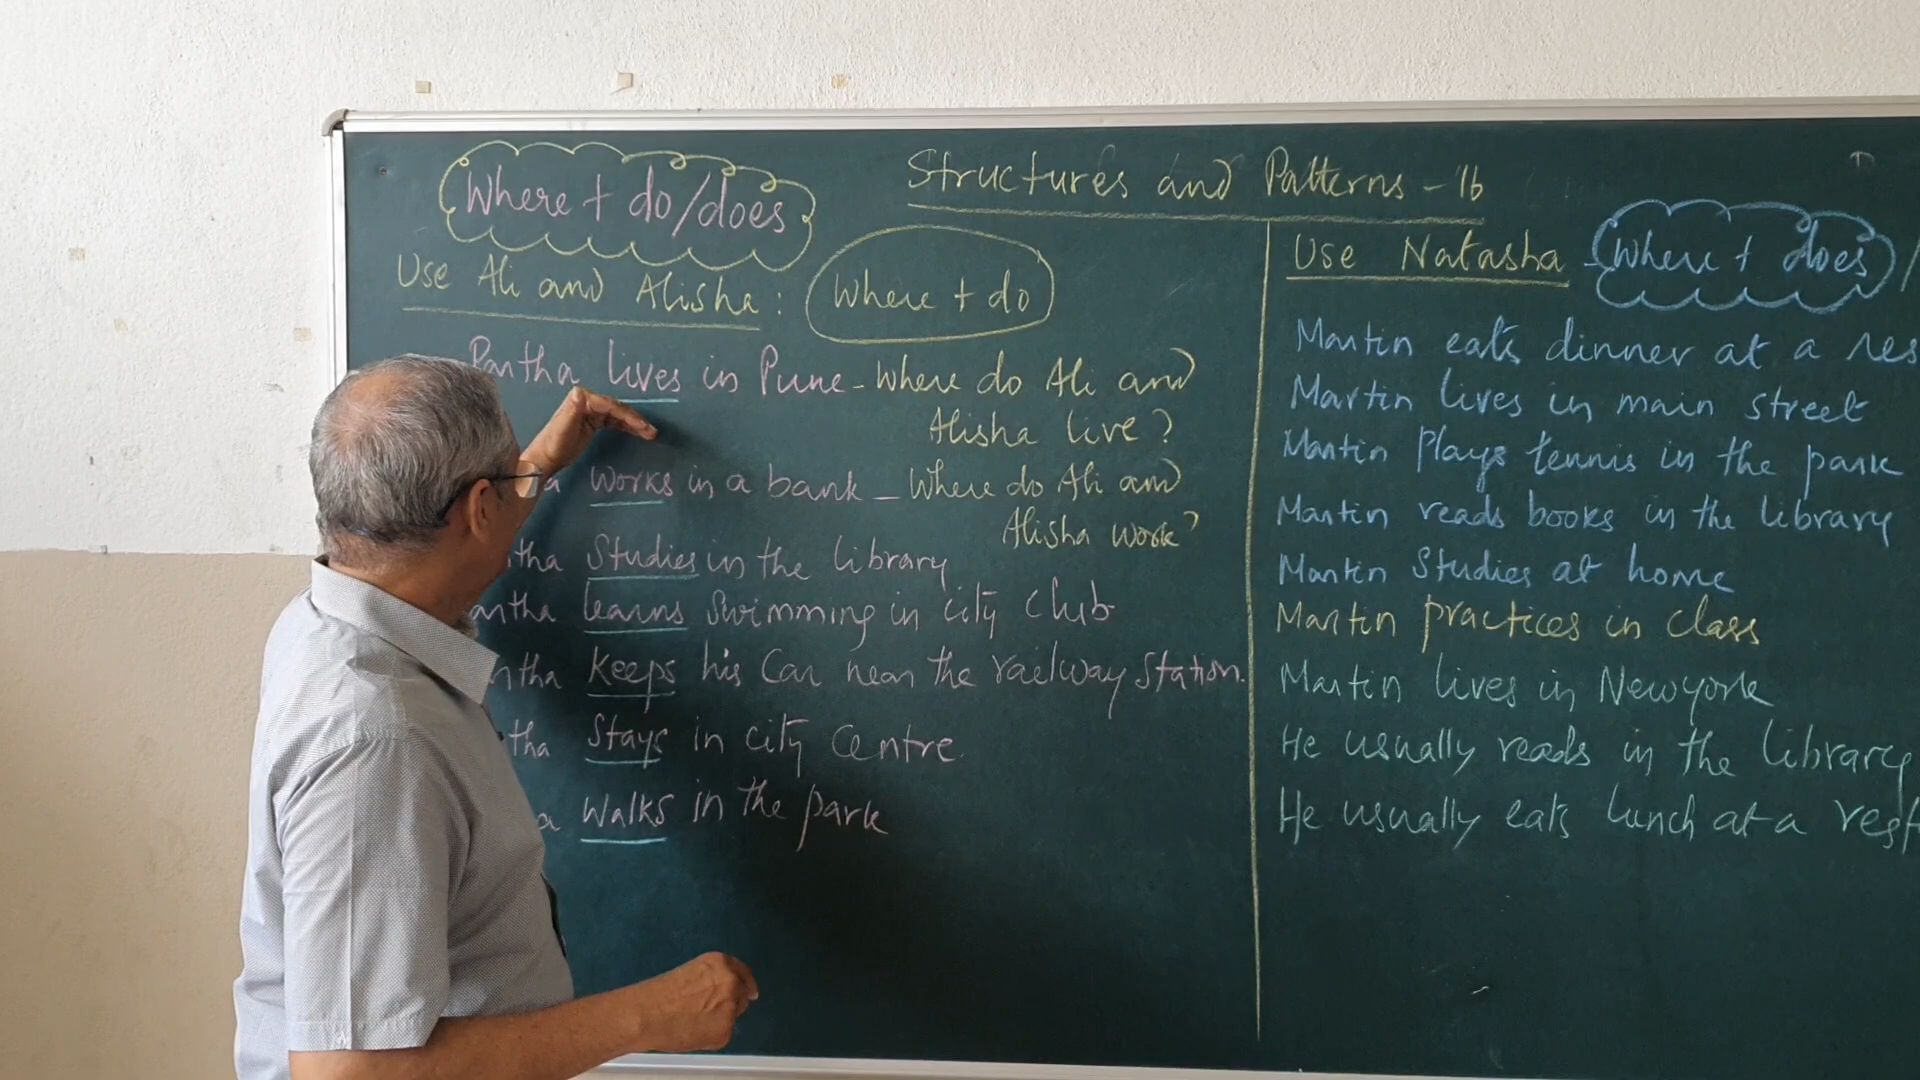 Structures and Patterns - 16
Where + do/does
Use Ali and Alisha : Where + do
Partha lives in Pune - Where do Ali and
Alisha live?
a works in a bank - Where do Ali and
Alisha work?
tha Studies in the library
artha learns Swimming in city club
ntha Keeps his Car near the railway Station.
tha Stays in city Centre.
a Walks in the park
Use Natasha - Where + does /
Martin eats dinner at a res
Martin lives in main street
Martin Plays tennis in the park
Martin reads books in the library
Martin Studies at home
Martin practices in class
Martin lives in Newyork
He usually reads in the library
He usually eats lunch at a rest